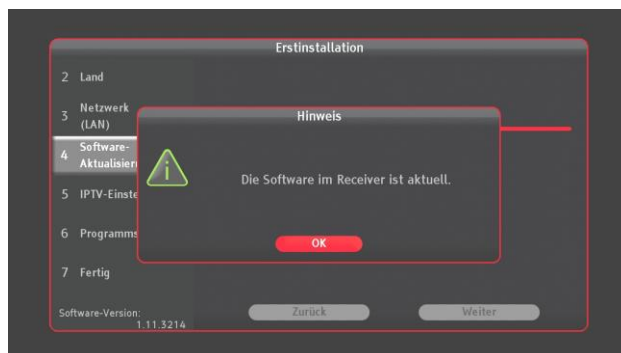 Erstinstallation
2 Land
3 Netzwerk
(LAN)
Hinweis
4 Software-
Aktualisier
Die Software im Receiver ist aktuell.
5 IPTV-Einste
6 Programms
OK
7 Fertig
Software-Version:
1.11.3214
Zurück Weiter